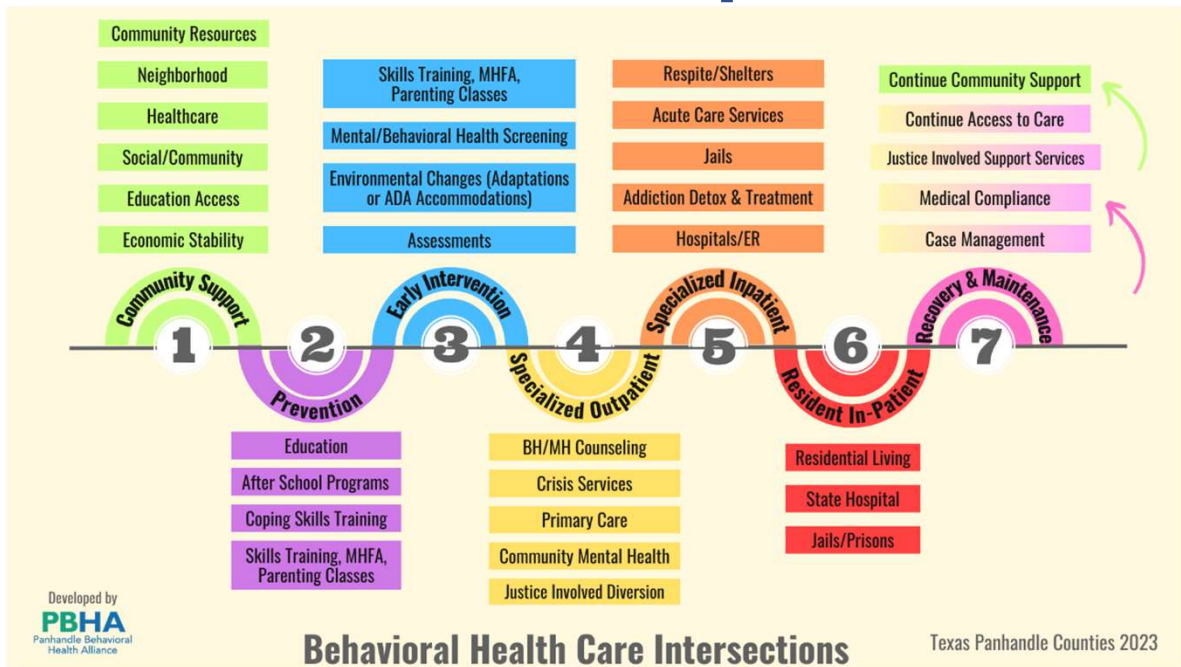 Community Resources
Neighborhood
Healthcare
Social/Community
Education Access
Economic Stability
Community Support
1
Prevention
2
Education
After School Programs
Coping Skills Training
Skills Training, MHFA,
Parenting Classes
Skills Training, MHFA,
Parenting Classes
Mental/Behavioral Health Screening
Environmental Changes (Adaptations
or ADA Accommodations)
Assessments
Early Intervention
3
Specialized Outpatient
4
BH/MH Counseling
Crisis Services
Primary Care
Community Mental Health
Justice Involved Diversion
Respite/Shelters
Acute Care Services
Jails
Addiction Detox & Treatment
Hospitals/ER
Specialized Inpatient
5
Resident In-Patient
6
Residential Living
State Hospital
Jails/Prisons
Continue Community Support
Continue Access to Care
Justice Involved Support Services
Medical Compliance
Case Management
Recovery & Maintenance
7
Developed by
PBHA
Panhandle Behavioral
Health Alliance
Behavioral Health Care Intersections
Texas Panhandle Counties 2023